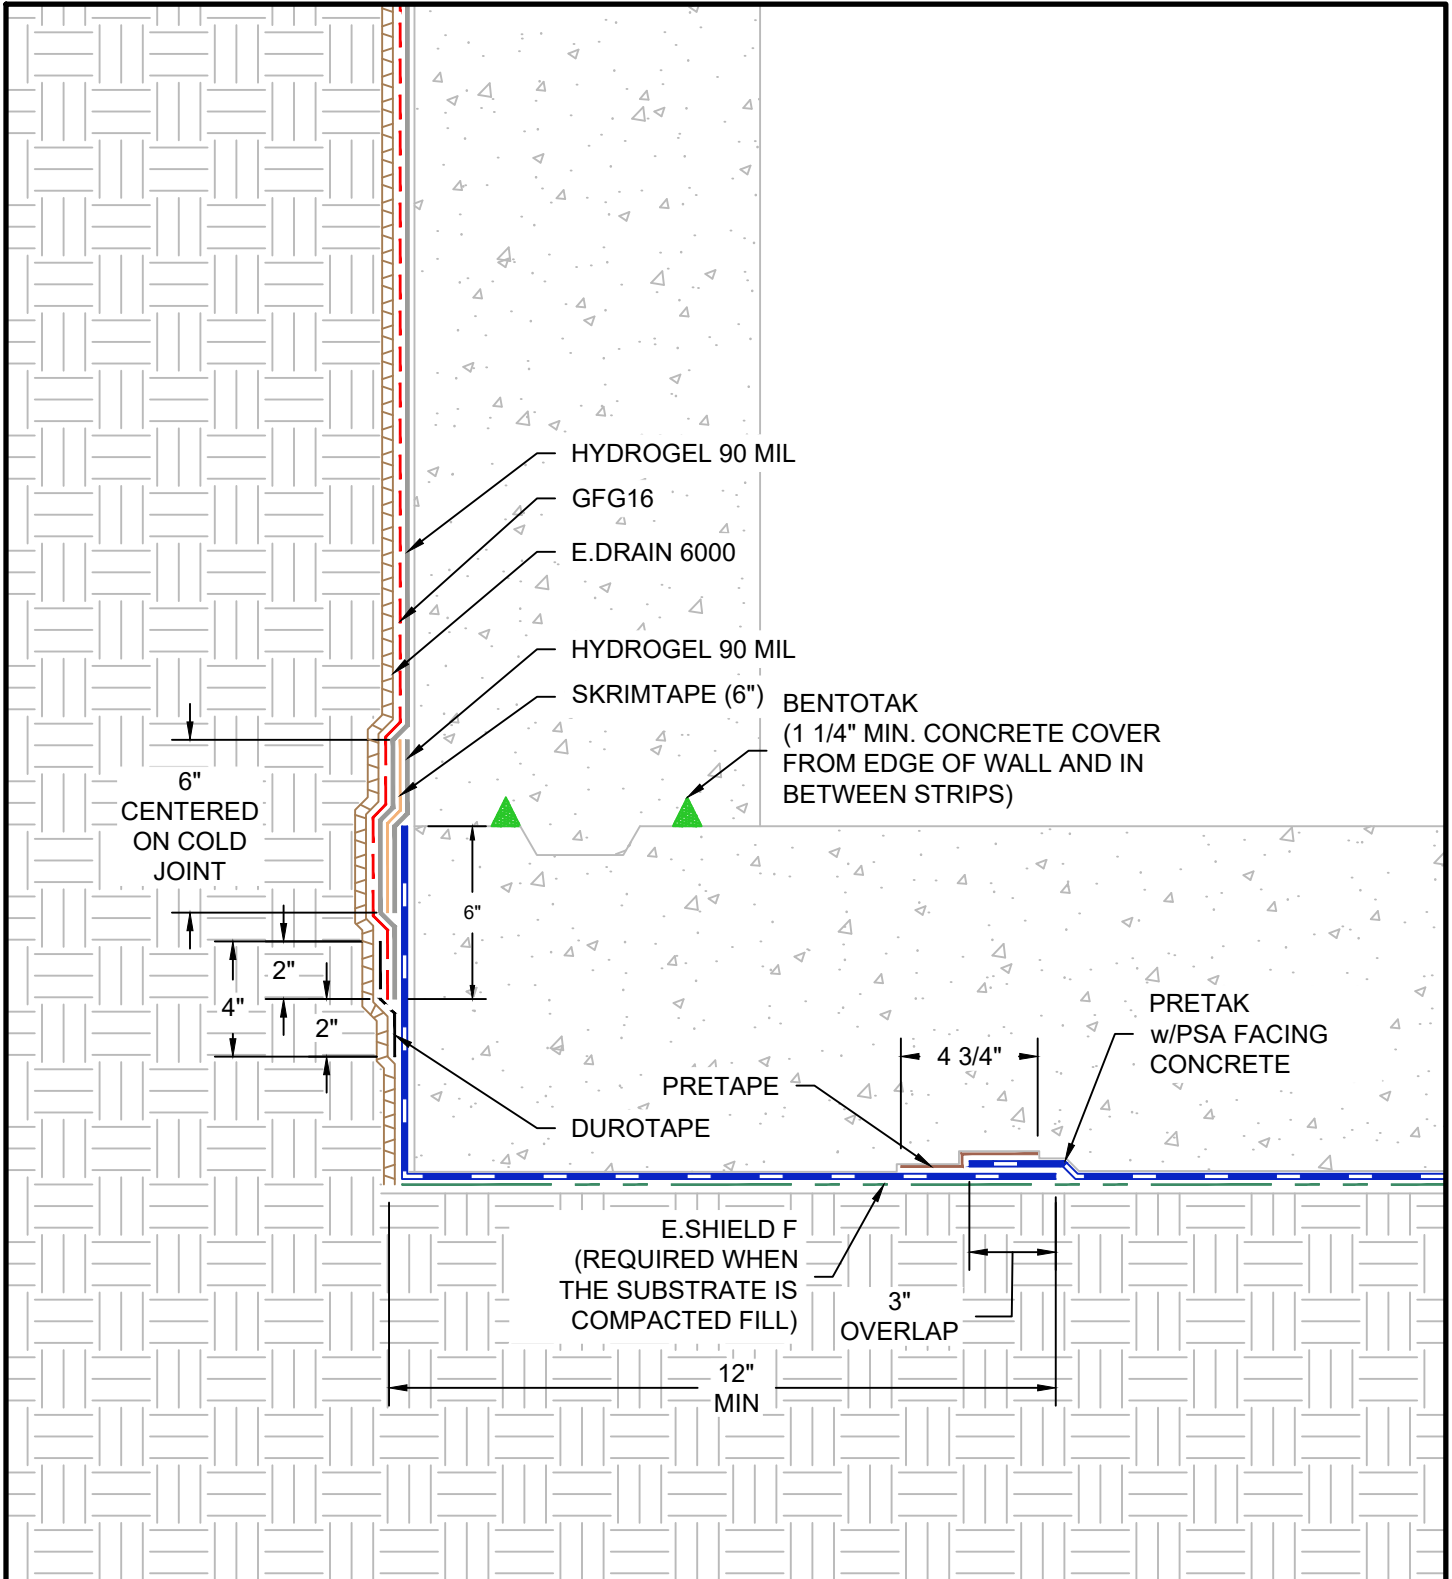 HYDROGEL 90 MIL
GFG16
E.DRAIN 6000
HYDROGEL 90 MIL
SKRIMTAPE (6")
BENTOTAK
(1 1/4" MIN. CONCRETE COVER
FROM EDGE OF WALL AND IN
BETWEEN STRIPS)
6"
CENTERED
ON COLD
JOINT
6"
2"
4"
2"
PRETAK
w/PSA FACING
CONCRETE
4 3/4"
PRETAPE
DUROTAPE
E.SHIELD F
(REQUIRED WHEN
THE SUBSTRATE IS
COMPACTED FILL)
3"
OVERLAP
12"
MIN